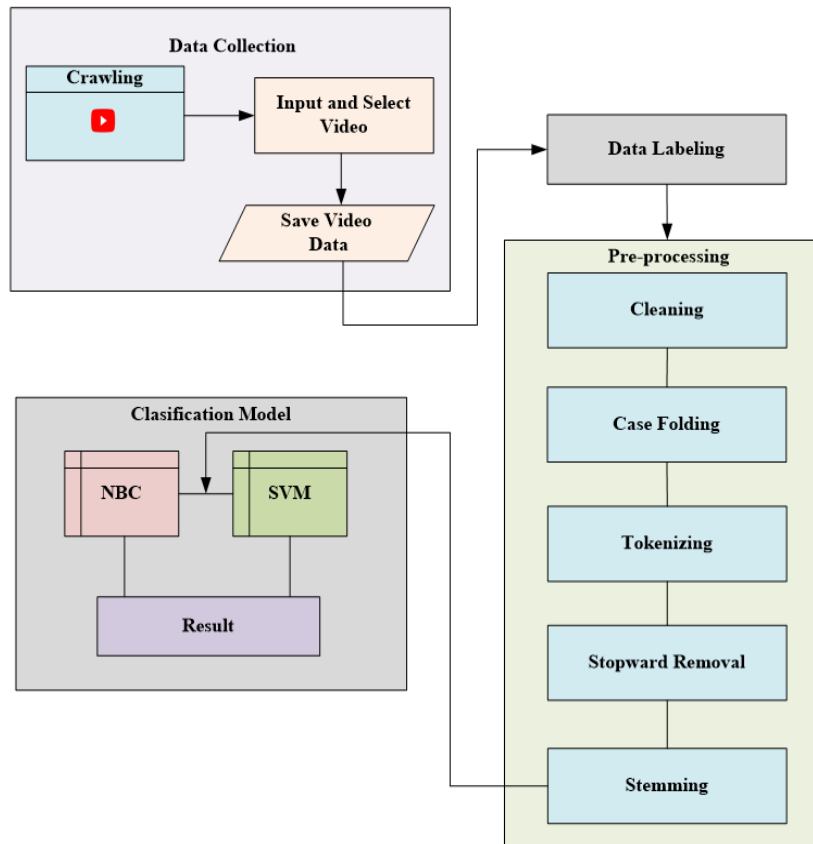 Data Collection
Crawling
Input and Select
Video
Save Video
Data
Data Labeling
Pre-processing
Cleaning
Case Folding
Tokenizing
Stopward Removal
Stemming
Clasification Model
NBC
SVM
Result